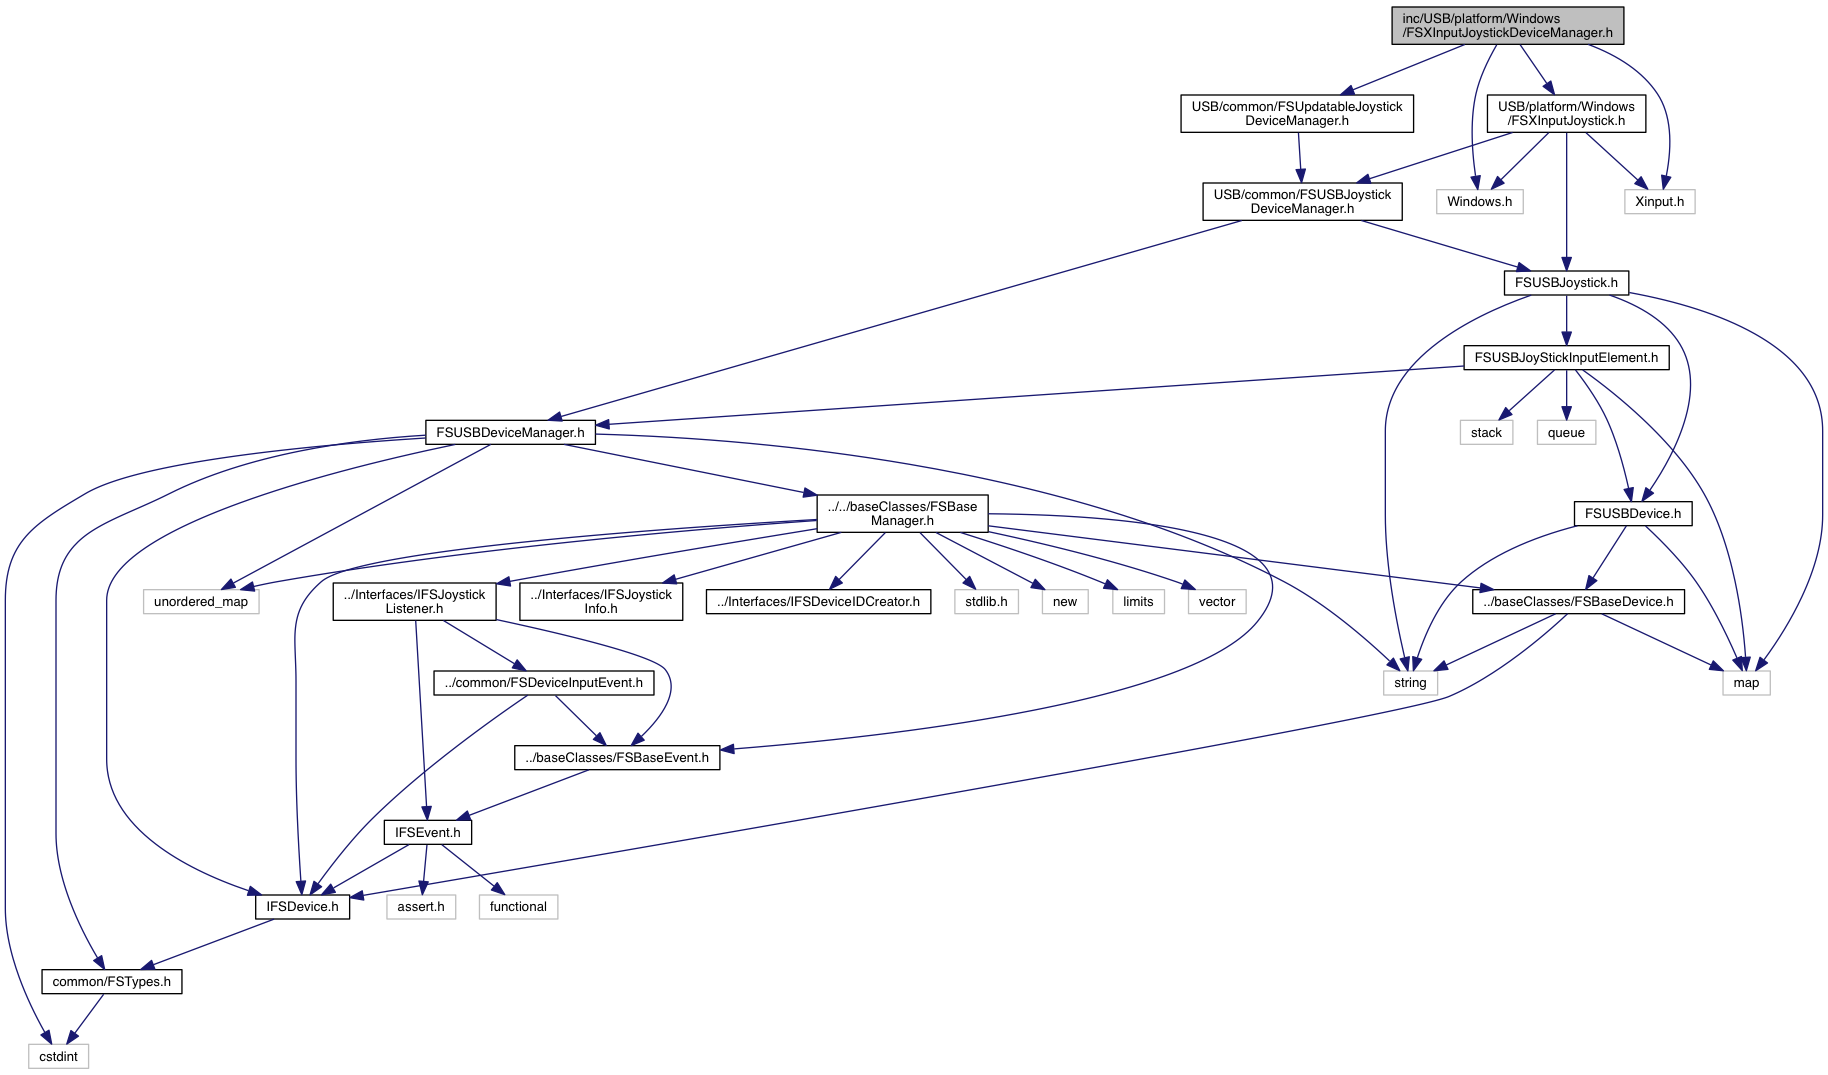 inc/USB/platform/Windows
/FSXInputJoystickDeviceManager.h
USB/common/FSUpdatableJoystick
DeviceManager.h
USB/platform/Windows
/FSXInputJoystick.h
USB/common/FSUSBJoystick
DeviceManager.h
Windows.h
Xinput.h
FSUSBJoystick.h
FSUSBJoyStickInputElement.h
FSUSBDeviceManager.h
stack
queue
../../baseClasses/FSBase
Manager.h
FSUSBDevice.h
unordered_map
../Interfaces/IFSJoystick
Listener.h
../Interfaces/IFSJoystick
Info.h
../Interfaces/IFSDeviceIDCreator.h
stdlib.h
new
limits
vector
../baseClasses/FSBaseDevice.h
../common/FSDeviceInputEvent.h
string
map
../baseClasses/FSBaseEvent.h
IFSEvent.h
IFSDevice.h
assert.h
functional
common/FSTypes.h
cstdint